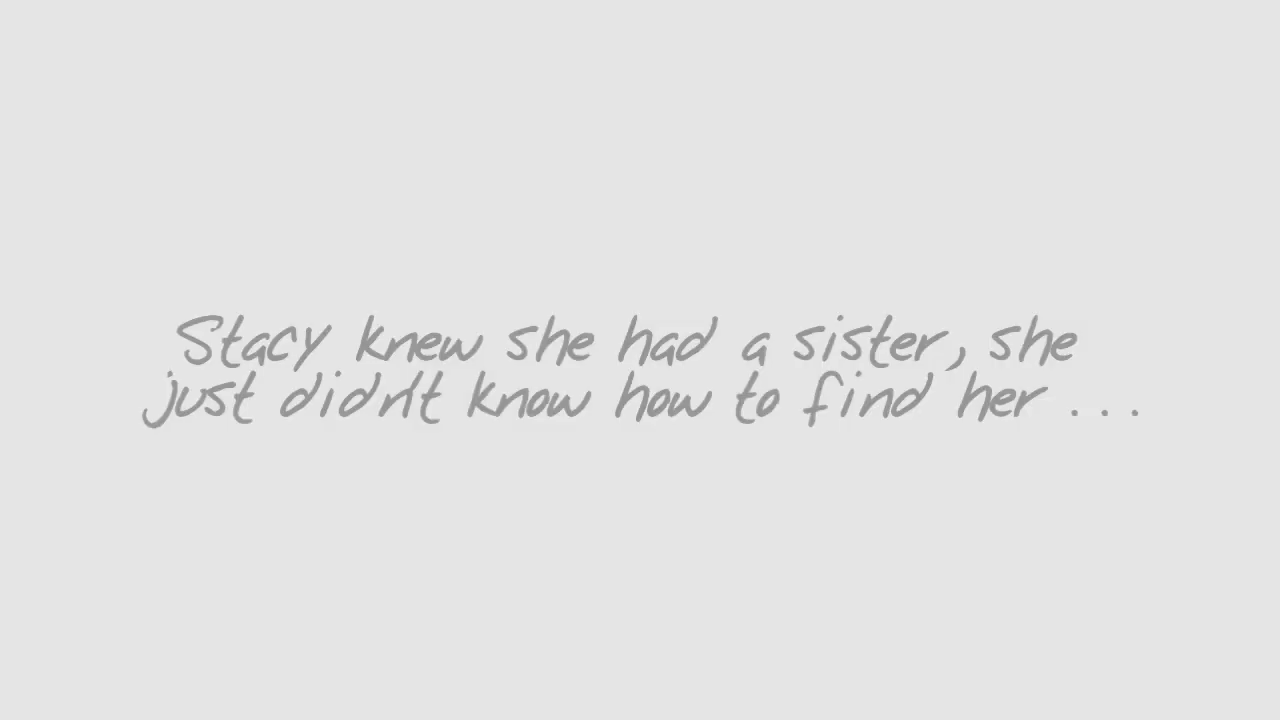 Stacy knew she had a sister, she
just didn't know how to find her . . .